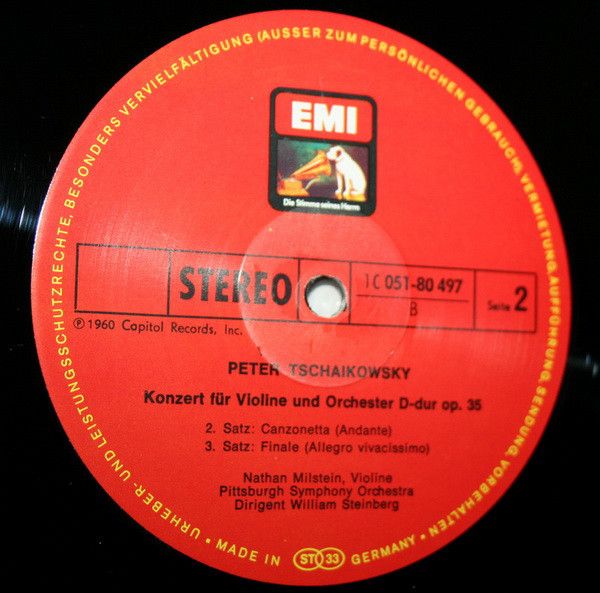 URHEBER- UND LEISTUNGSSCHUTZRECHTE, BESONDERS VERVIELFÄLTIGUNG (AUSSER ZUM PERSÖNLICHEN GEBRAUCH), VERMIETUNG, AUFFÜHRUNG, SENDUNG, VORBEHALTEN
EMI
Die Stimme seines Herrn
STEREO
1C 051-80 497
B
Seite 2
℗ 1960 Capitol Records, Inc.
PETER TSCHAIKOWSKY
Konzert für Violine und Orchester D-dur op. 35
2. Satz: Canzonetta (Andante)
3. Satz: Finale (Allegro vivacissimo)
Nathan Milstein, Violine
Pittsburgh Symphony Orchestra
Dirigent William Steinberg
• MADE IN ST 33 GERMANY •